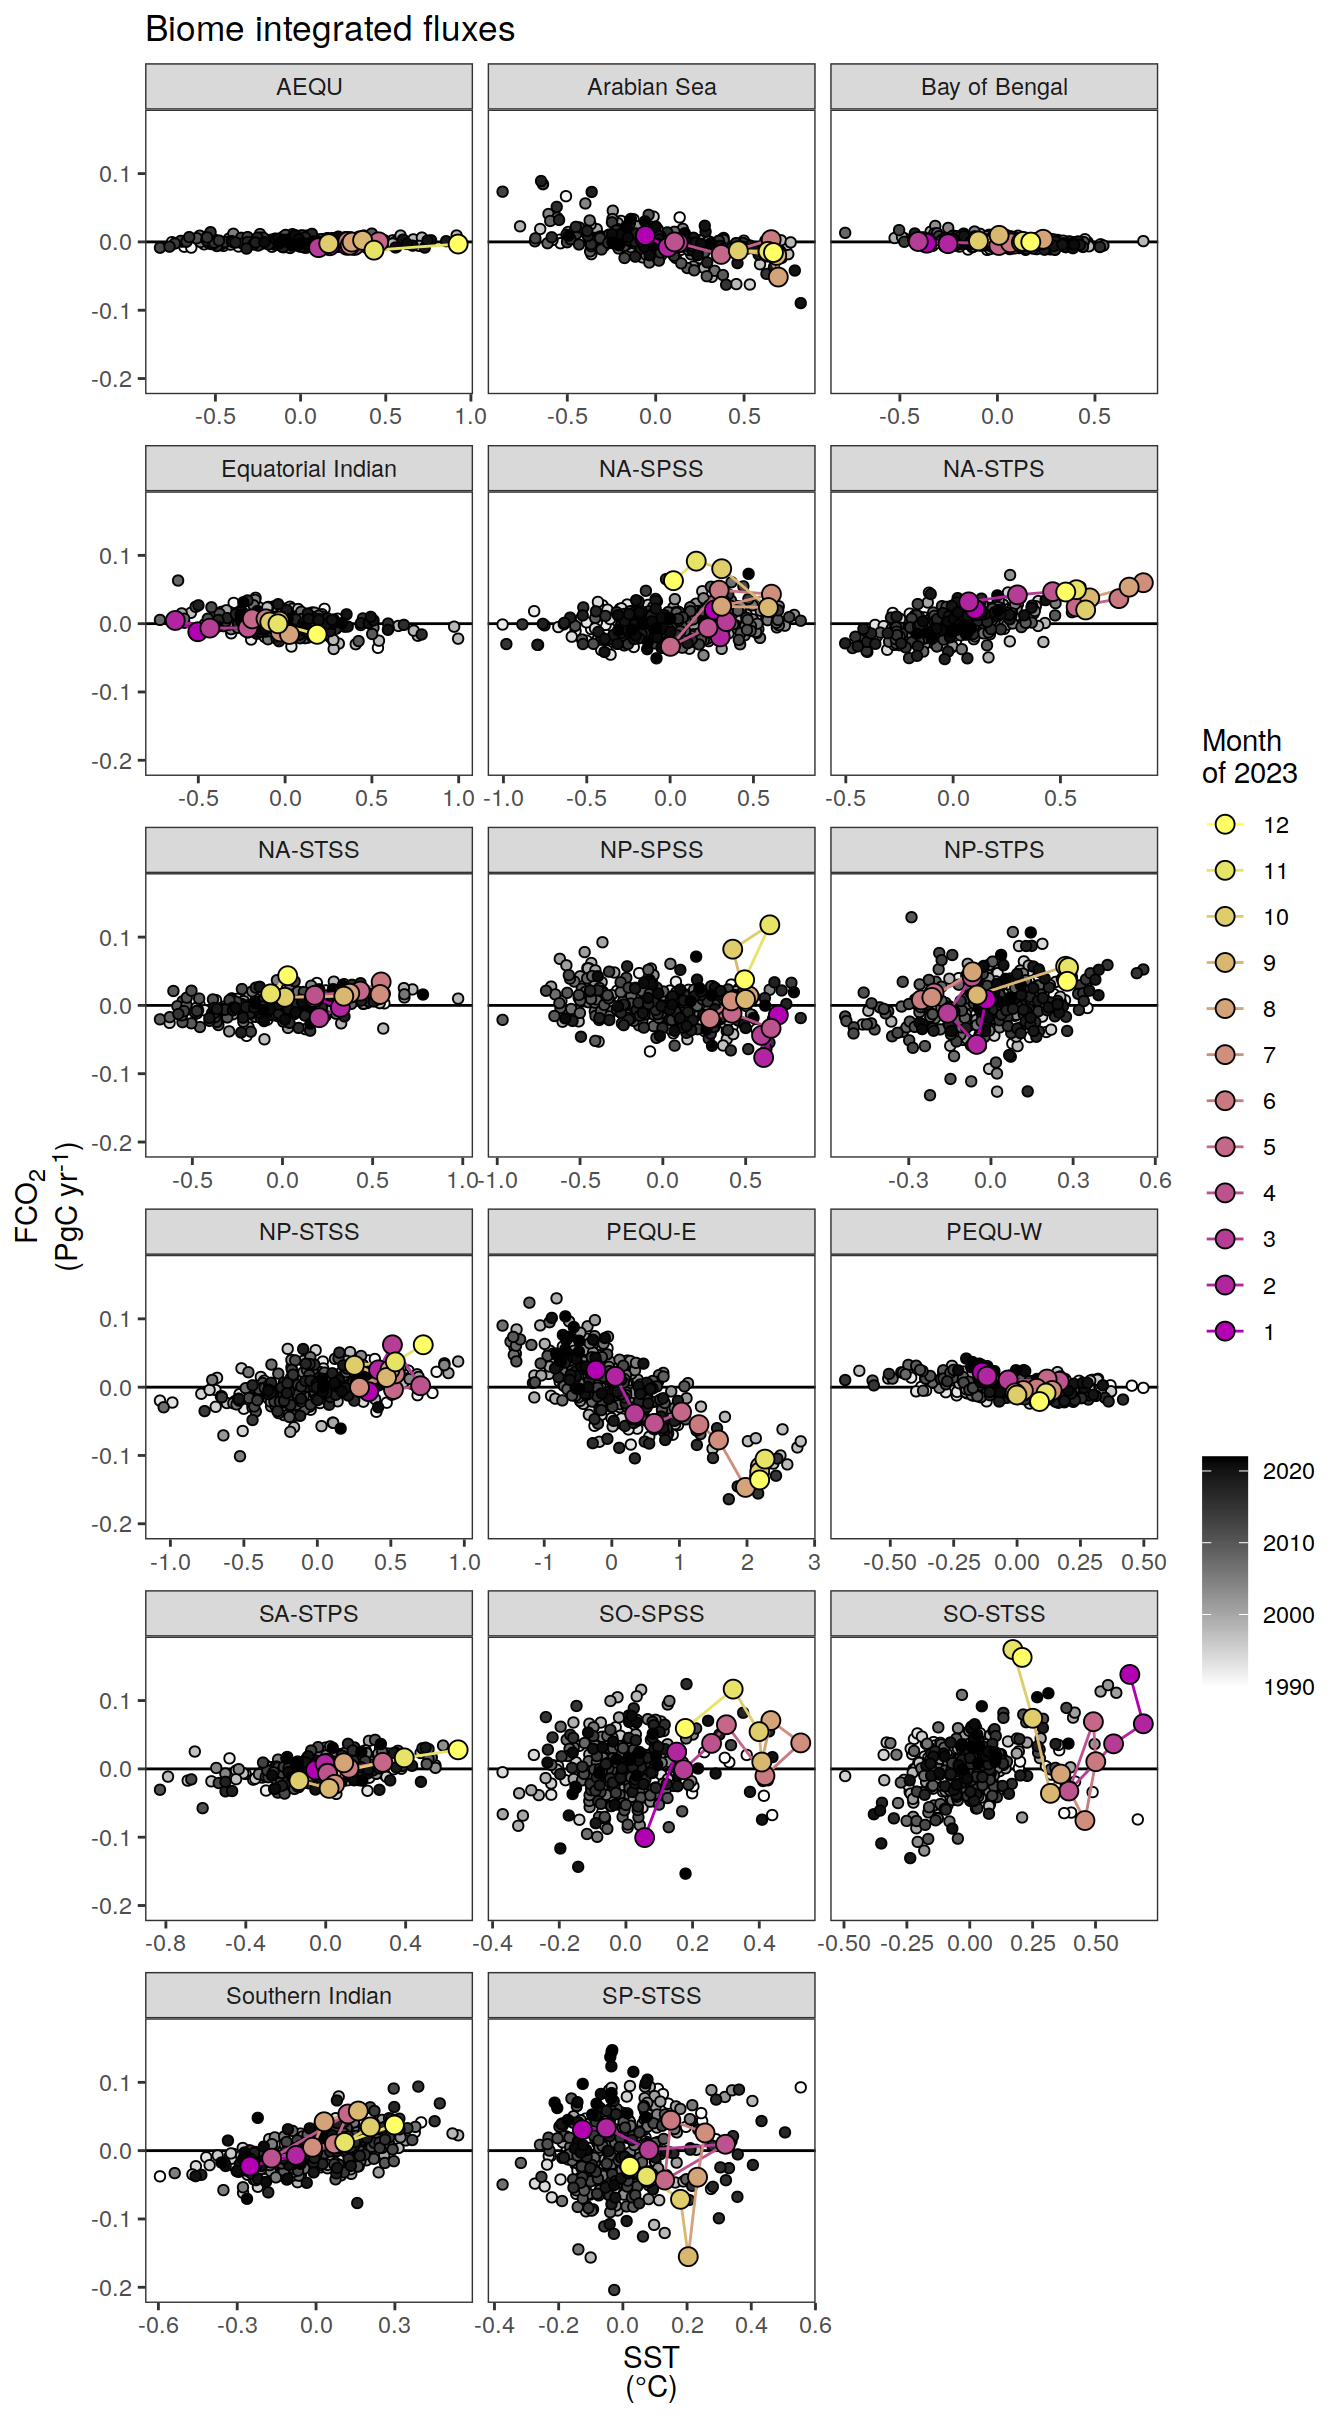 Biome integrated fluxes
AEQU Arabian Sea Bay of Bengal
0.1
0.0
-0.1
-0.2
-0.5 0.0 0.5 1.0 -0.5 0.0 0.5 -0.5 0.0 0.5
Equatorial Indian NA-SPSS NA-STPS
0.1
0.0
-0.1
-0.2
-0.5 0.0 0.5 1.0 -1.0 -0.5 0.0 0.5 -0.5 0.0 0.5
NA-STSS NP-SPSS NP-STPS
0.1
0.0
-0.1
-0.2
-0.5 0.0 0.5 1.0 -1.0 -0.5 0.0 0.5 -0.3 0.0 0.3 0.6
NP-STSS PEQU-E PEQU-W
0.1
0.0
-0.1
-0.2
-1.0 -0.5 0.0 0.5 1.0 -1 0 1 2 3 -0.50 -0.25 0.00 0.25 0.50
SA-STPS SO-SPSS SO-STSS
0.1
0.0
-0.1
-0.2
-0.8 -0.4 0.0 0.4 -0.4 -0.2 0.0 0.2 0.4 -0.50 -0.25 0.00 0.25 0.50
Southern Indian SP-STSS
0.1
0.0
-0.1
-0.2
-0.6 -0.3 0.0 0.3 -0.4 -0.2 0.0 0.2 0.4 0.6
SST
(°C)
FCO₂
(PgC yr⁻¹)
Month
of 2023
12
11
10
9
8
7
6
5
4
3
2
1
2020
2010
2000
1990